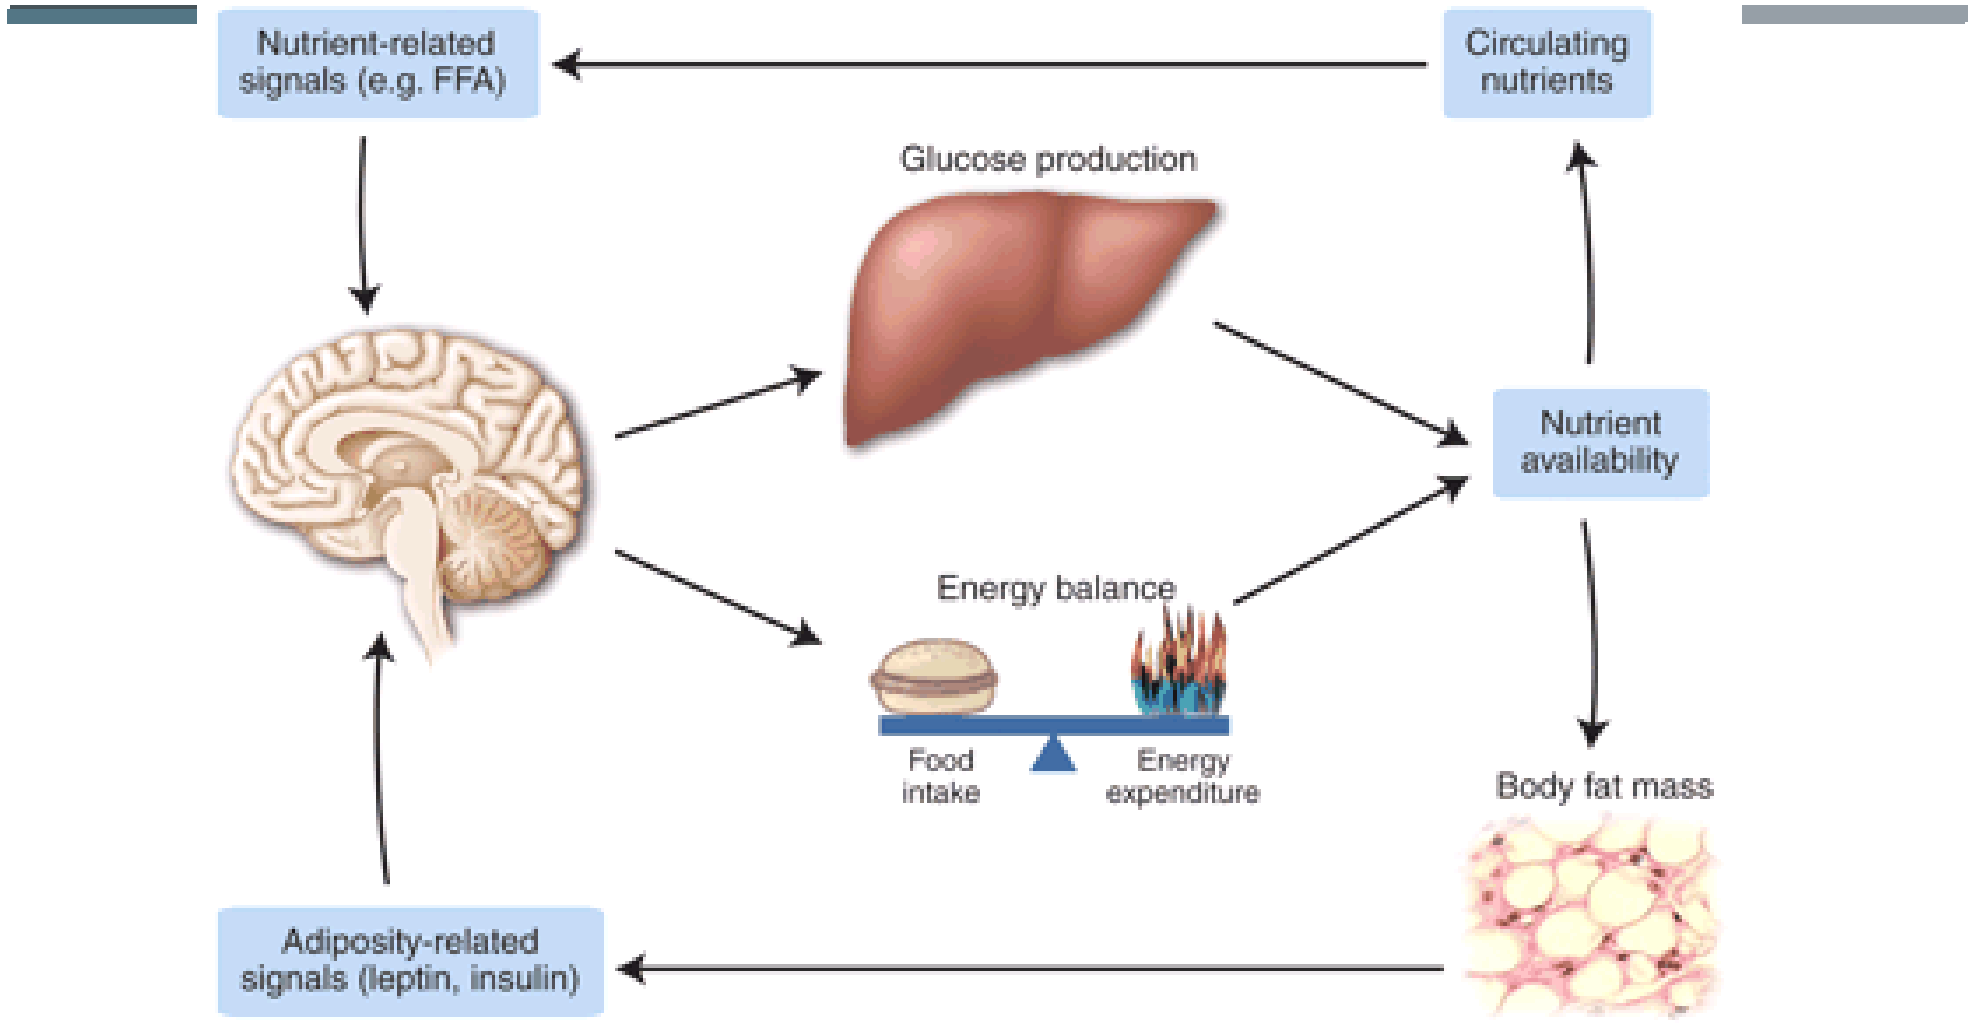 Nutrient-related
signals (e.g. FFA)
Circulating
nutrients
Glucose production
Nutrient
availability
Energy balance
Food
intake
Energy
expenditure
Body fat mass
Adiposity-related
signals (leptin, insulin)